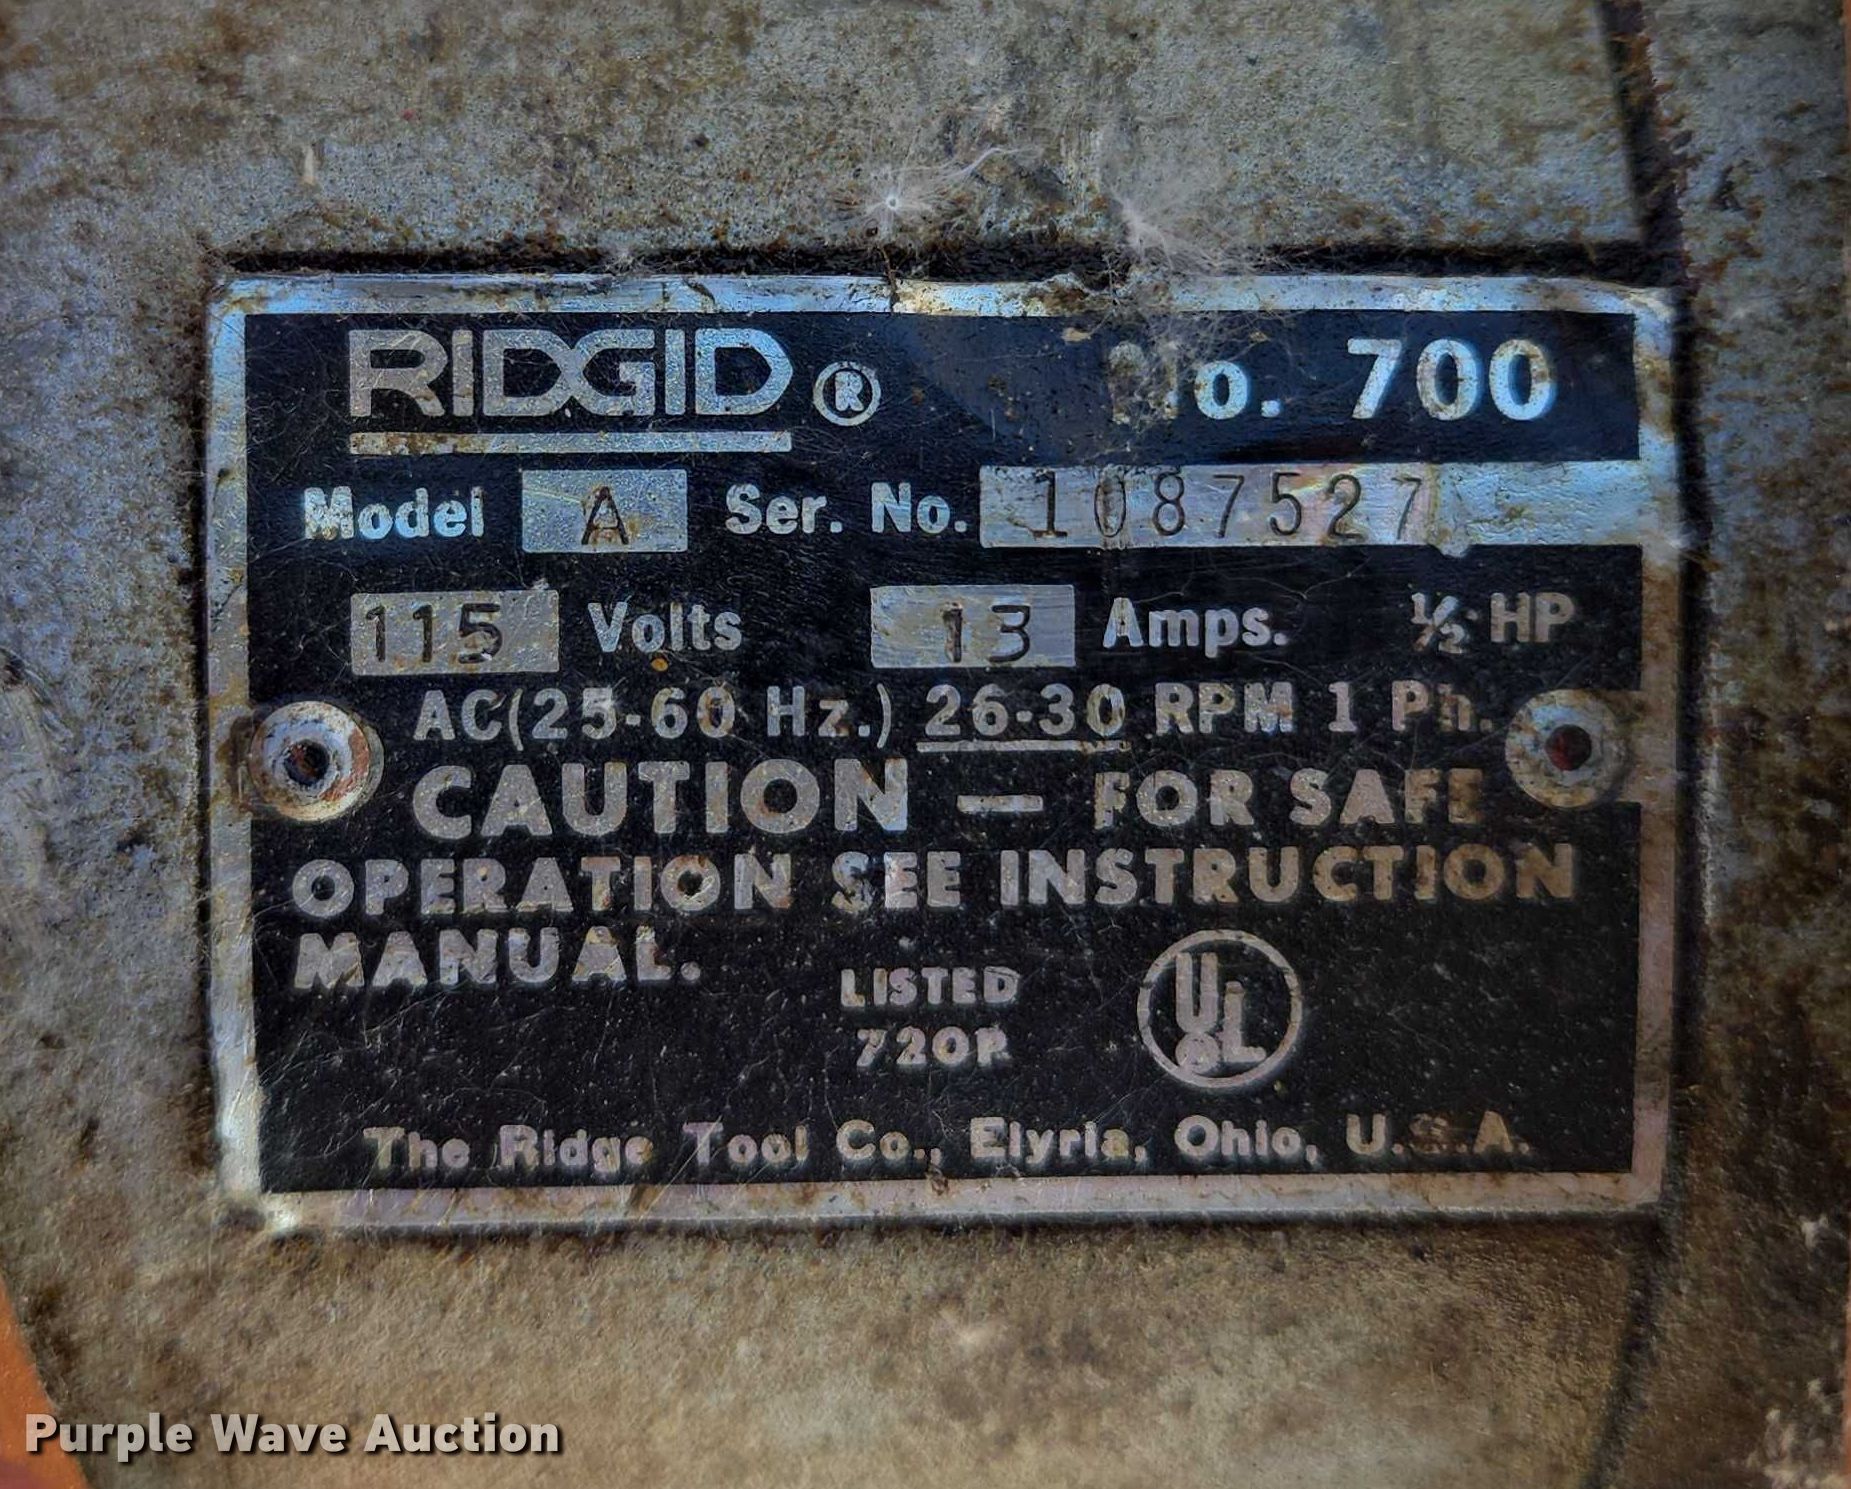 RIDGID ® No. 700
Model A Ser. No. 1087527
115 Volts 13 Amps. ½ HP
AC(25-60 Hz.) 26-30 RPM 1 Ph.
CAUTION — FOR SAFE
OPERATION SEE INSTRUCTION
MANUAL.
LISTED
720P
UL ®
The Ridge Tool Co., Elyria, Ohio, U.S.A.
Purple Wave Auction